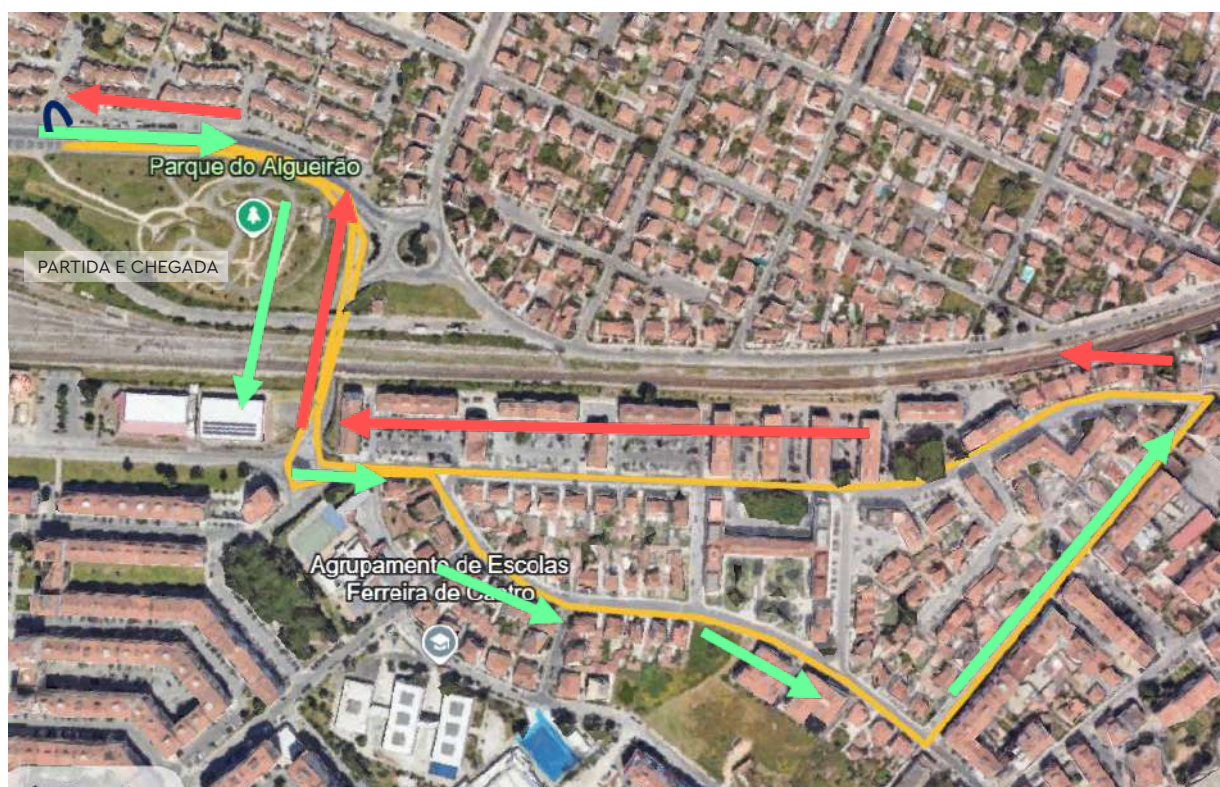 Parque do Algueirão
PARTIDA E CHEGADA
Agrupamento de Escolas
Ferreira de Castro